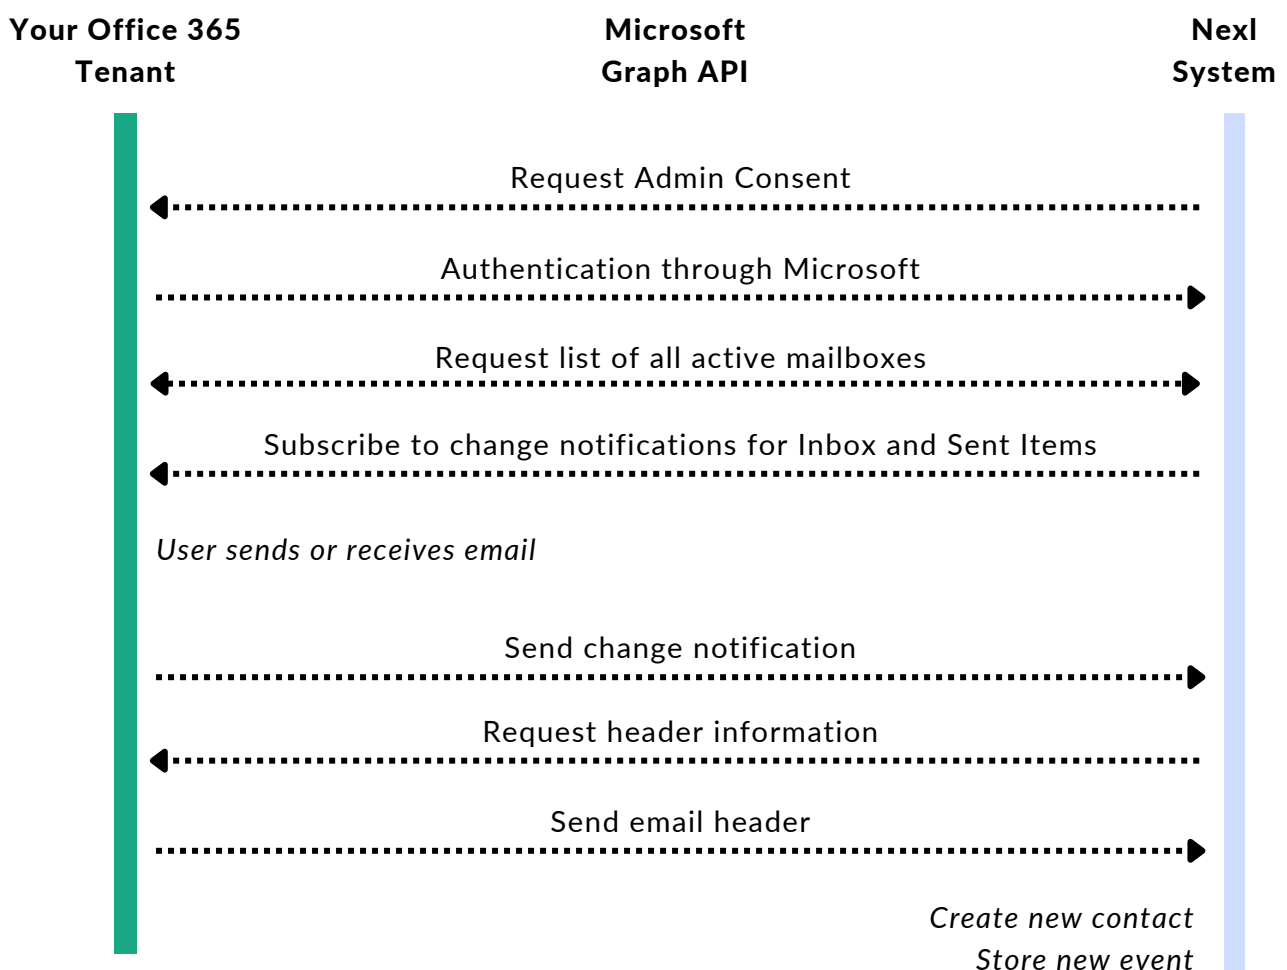 Your Office 365
Tenant
Microsoft
Graph API
Nexl
System
Request Admin Consent
Authentication through Microsoft
Request list of all active mailboxes
Subscribe to change notifications for Inbox and Sent Items
User sends or receives email
Send change notification
Request header information
Send email header
Create new contact
Store new event